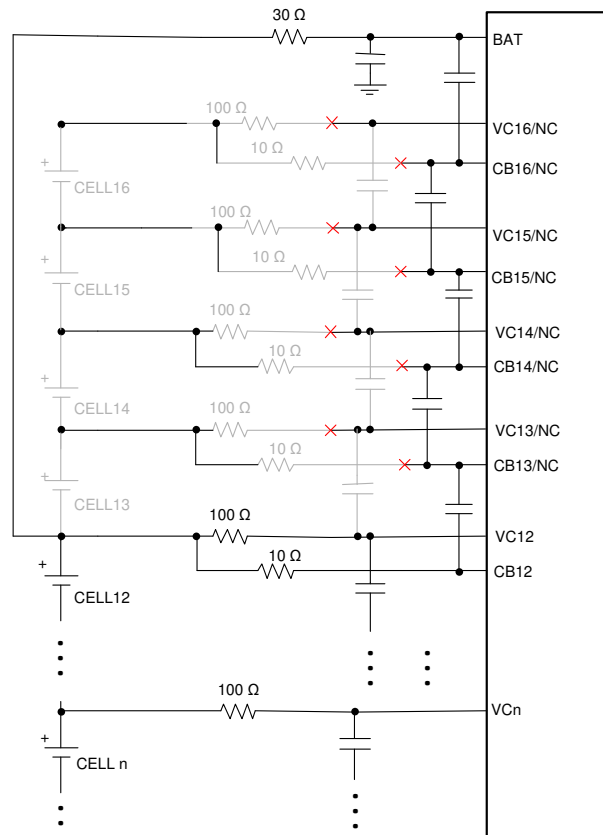 30 Ω
BAT
100 Ω
VC16/NC
10 Ω
CB16/NC
+
CELL16
100 Ω
VC15/NC
10 Ω
CB15/NC
+
CELL15
100 Ω
VC14/NC
10 Ω
CB14/NC
+
CELL14
100 Ω
VC13/NC
10 Ω
CB13/NC
+
CELL13
100 Ω
VC12
10 Ω
CB12
+
CELL12
100 Ω
VCn
+
CELL n